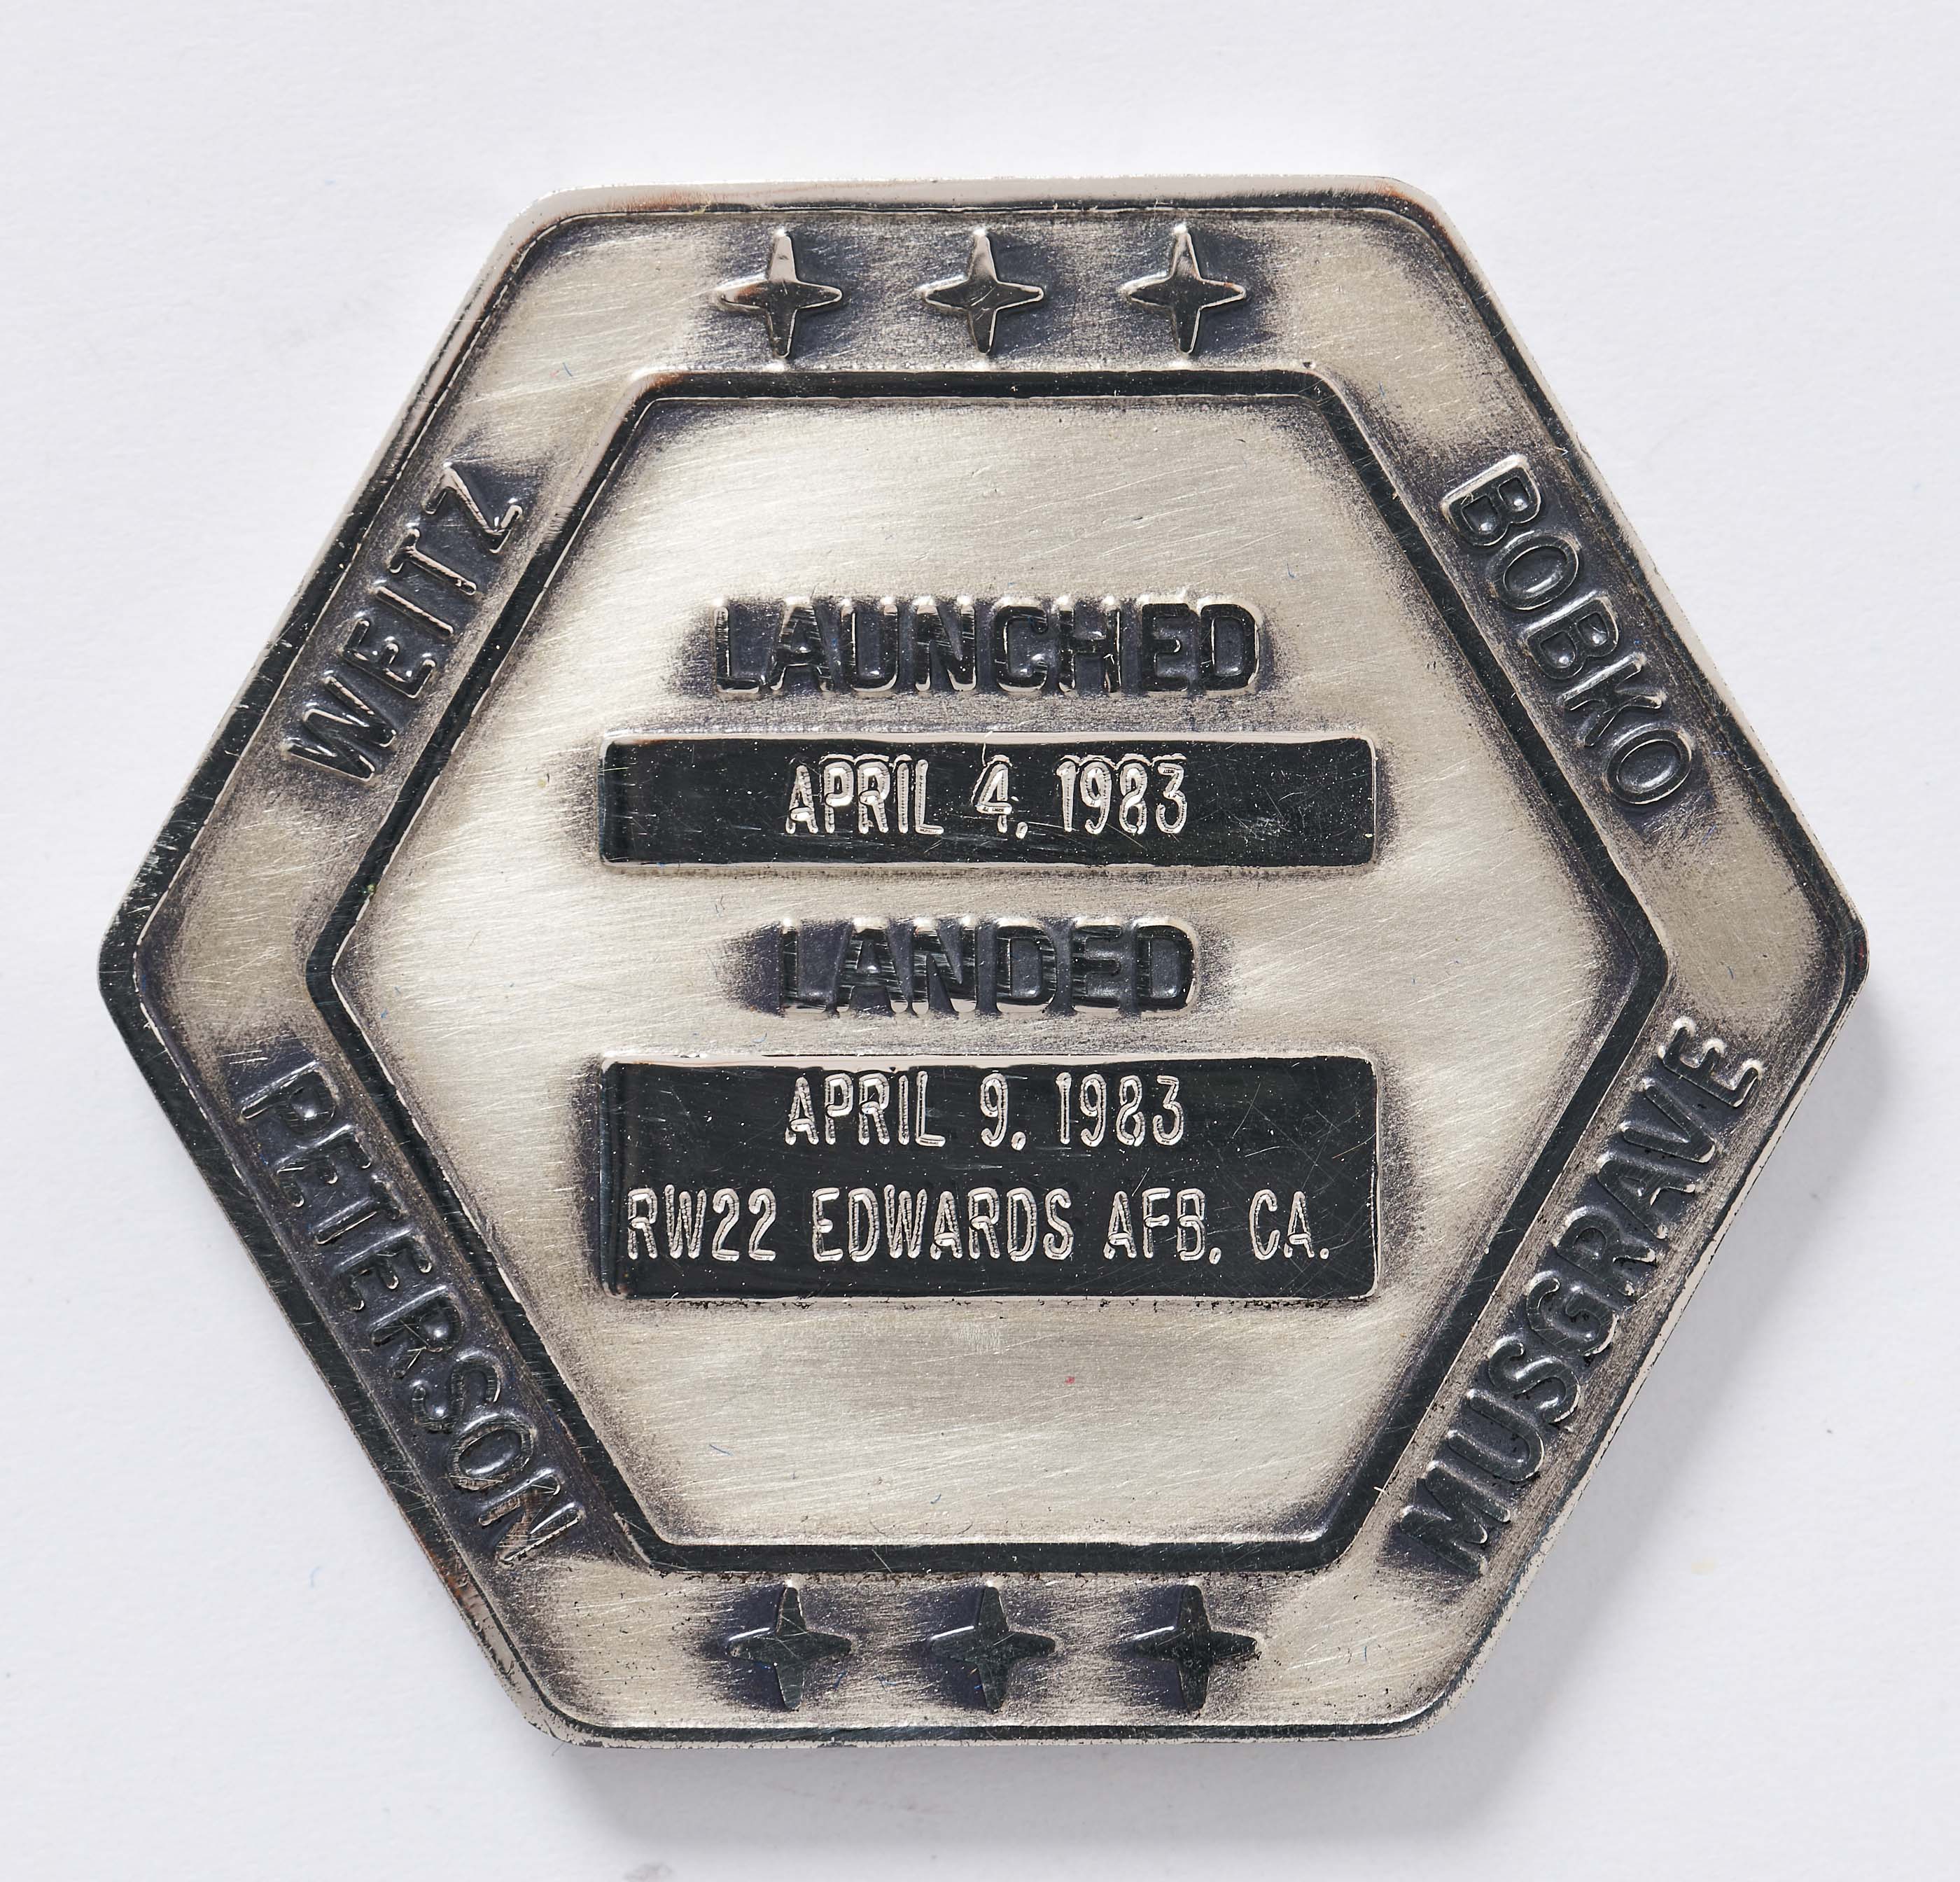 WEITZ
BOBKO
LAUNCHED
APRIL 4, 1983
LANDED
APRIL 9, 1983
RW22 EDWARDS AFB, CA.
PETERSON
MUSGRAVE